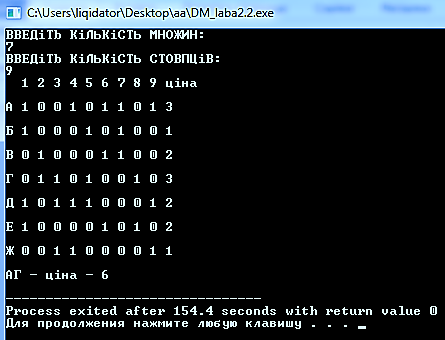 C:\Users\liqidator\Desktop\aa\DM_laba2.2.exe
ВВЕДіТЬ КіЛЬКіСТЬ МНОЖИН:
7
ВВЕДіТЬ КіЛЬКіСТЬ СТОВПЦіВ:
9
1 2 3 4 5 6 7 8 9 ціна
А 1 0 0 1 0 1 1 0 1 3
Б 1 0 0 0 1 0 1 0 0 1
В 0 1 0 0 0 1 1 0 0 2
Г 0 1 1 0 1 0 0 1 0 3
Д 1 0 1 1 1 0 0 0 1 2
Е 1 0 0 0 0 1 0 1 0 2
Ж 0 0 1 1 0 0 0 0 1 1
АГ - ціна - 6
--------------------------------
Process exited after 154.4 seconds with return value 0
Для продолжения нажмите любую клавишу . . .